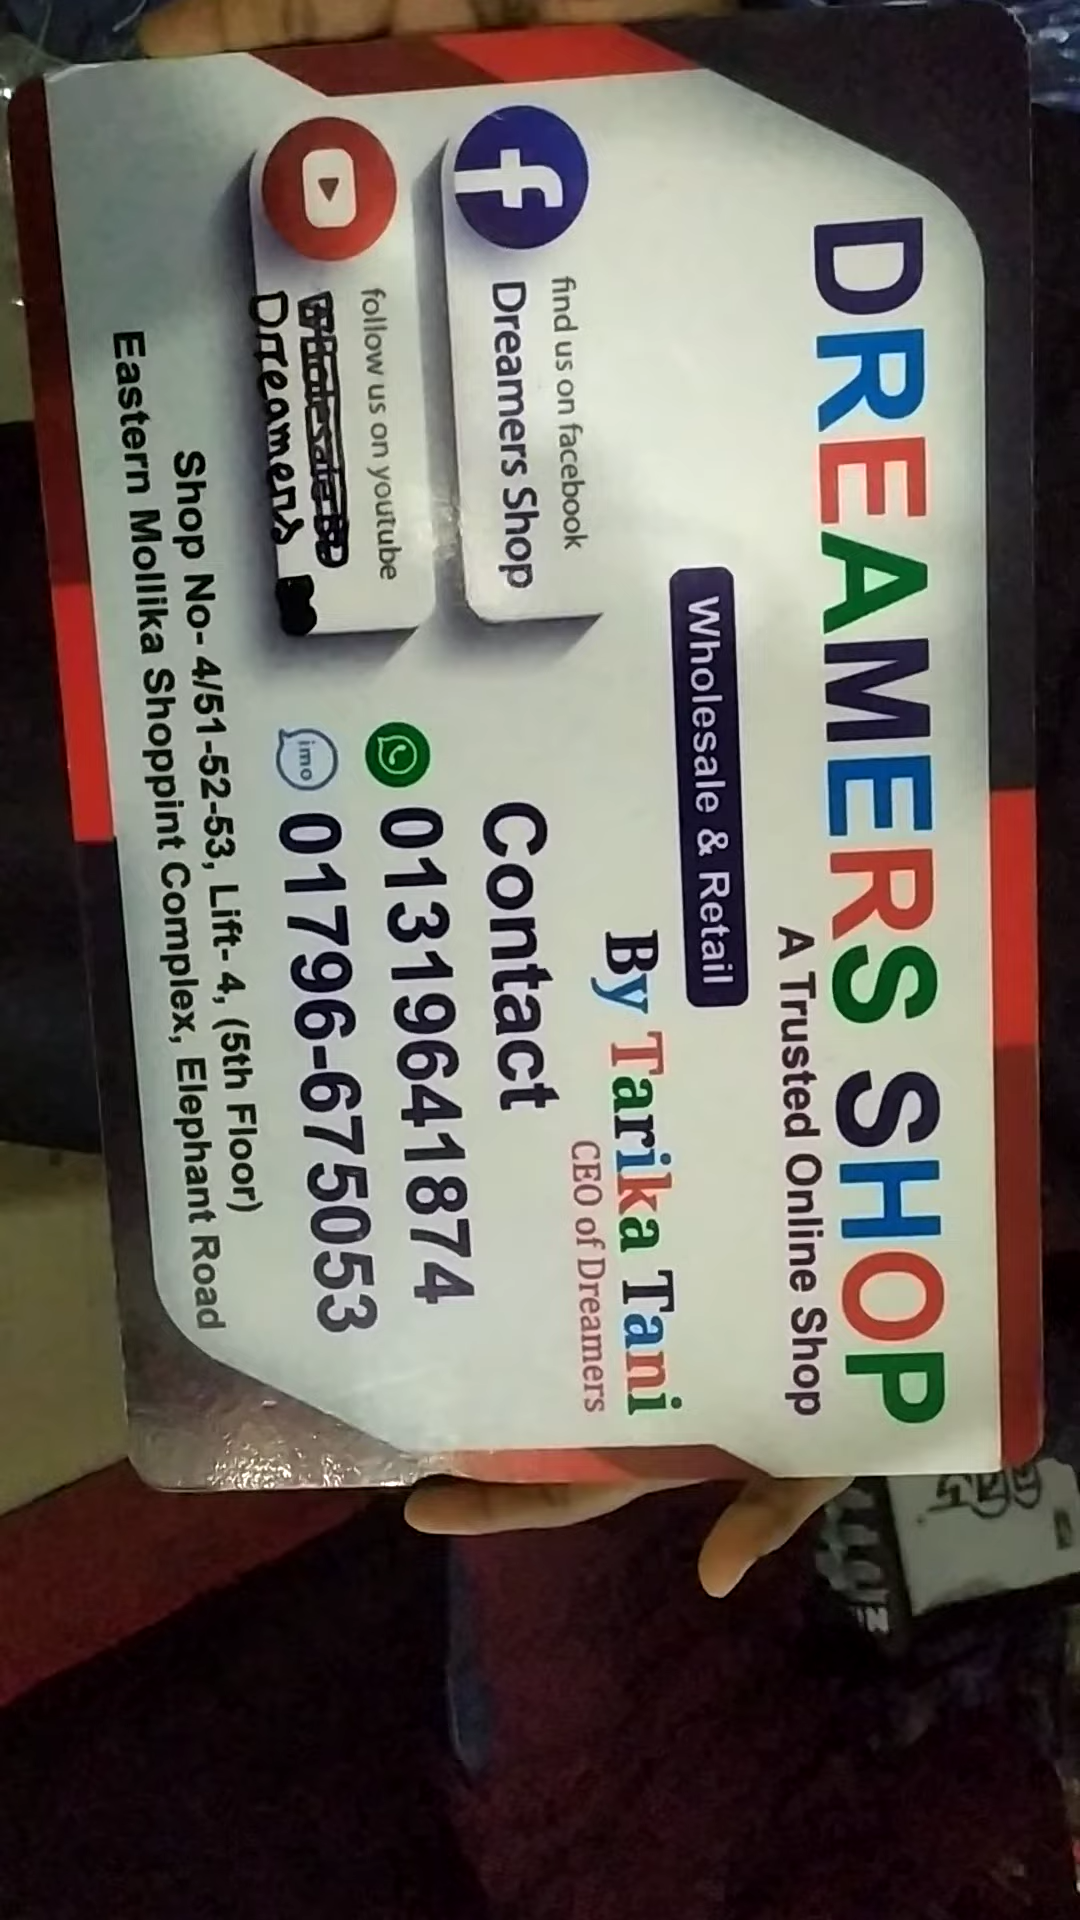 DREAMERS SHOP
A Trusted Online Shop
Wholesale & Retail
By Tarika Tani
CEO of Dreamers
find us on facebook
Dreamers Shop
follow us on youtube
Dreamers
Contact
01319641874
imo 01796-675053
Shop No- 4/51-52-53, Lift- 4, (5th Floor)
Eastern Mollika Shoppint Complex, Elephant Road